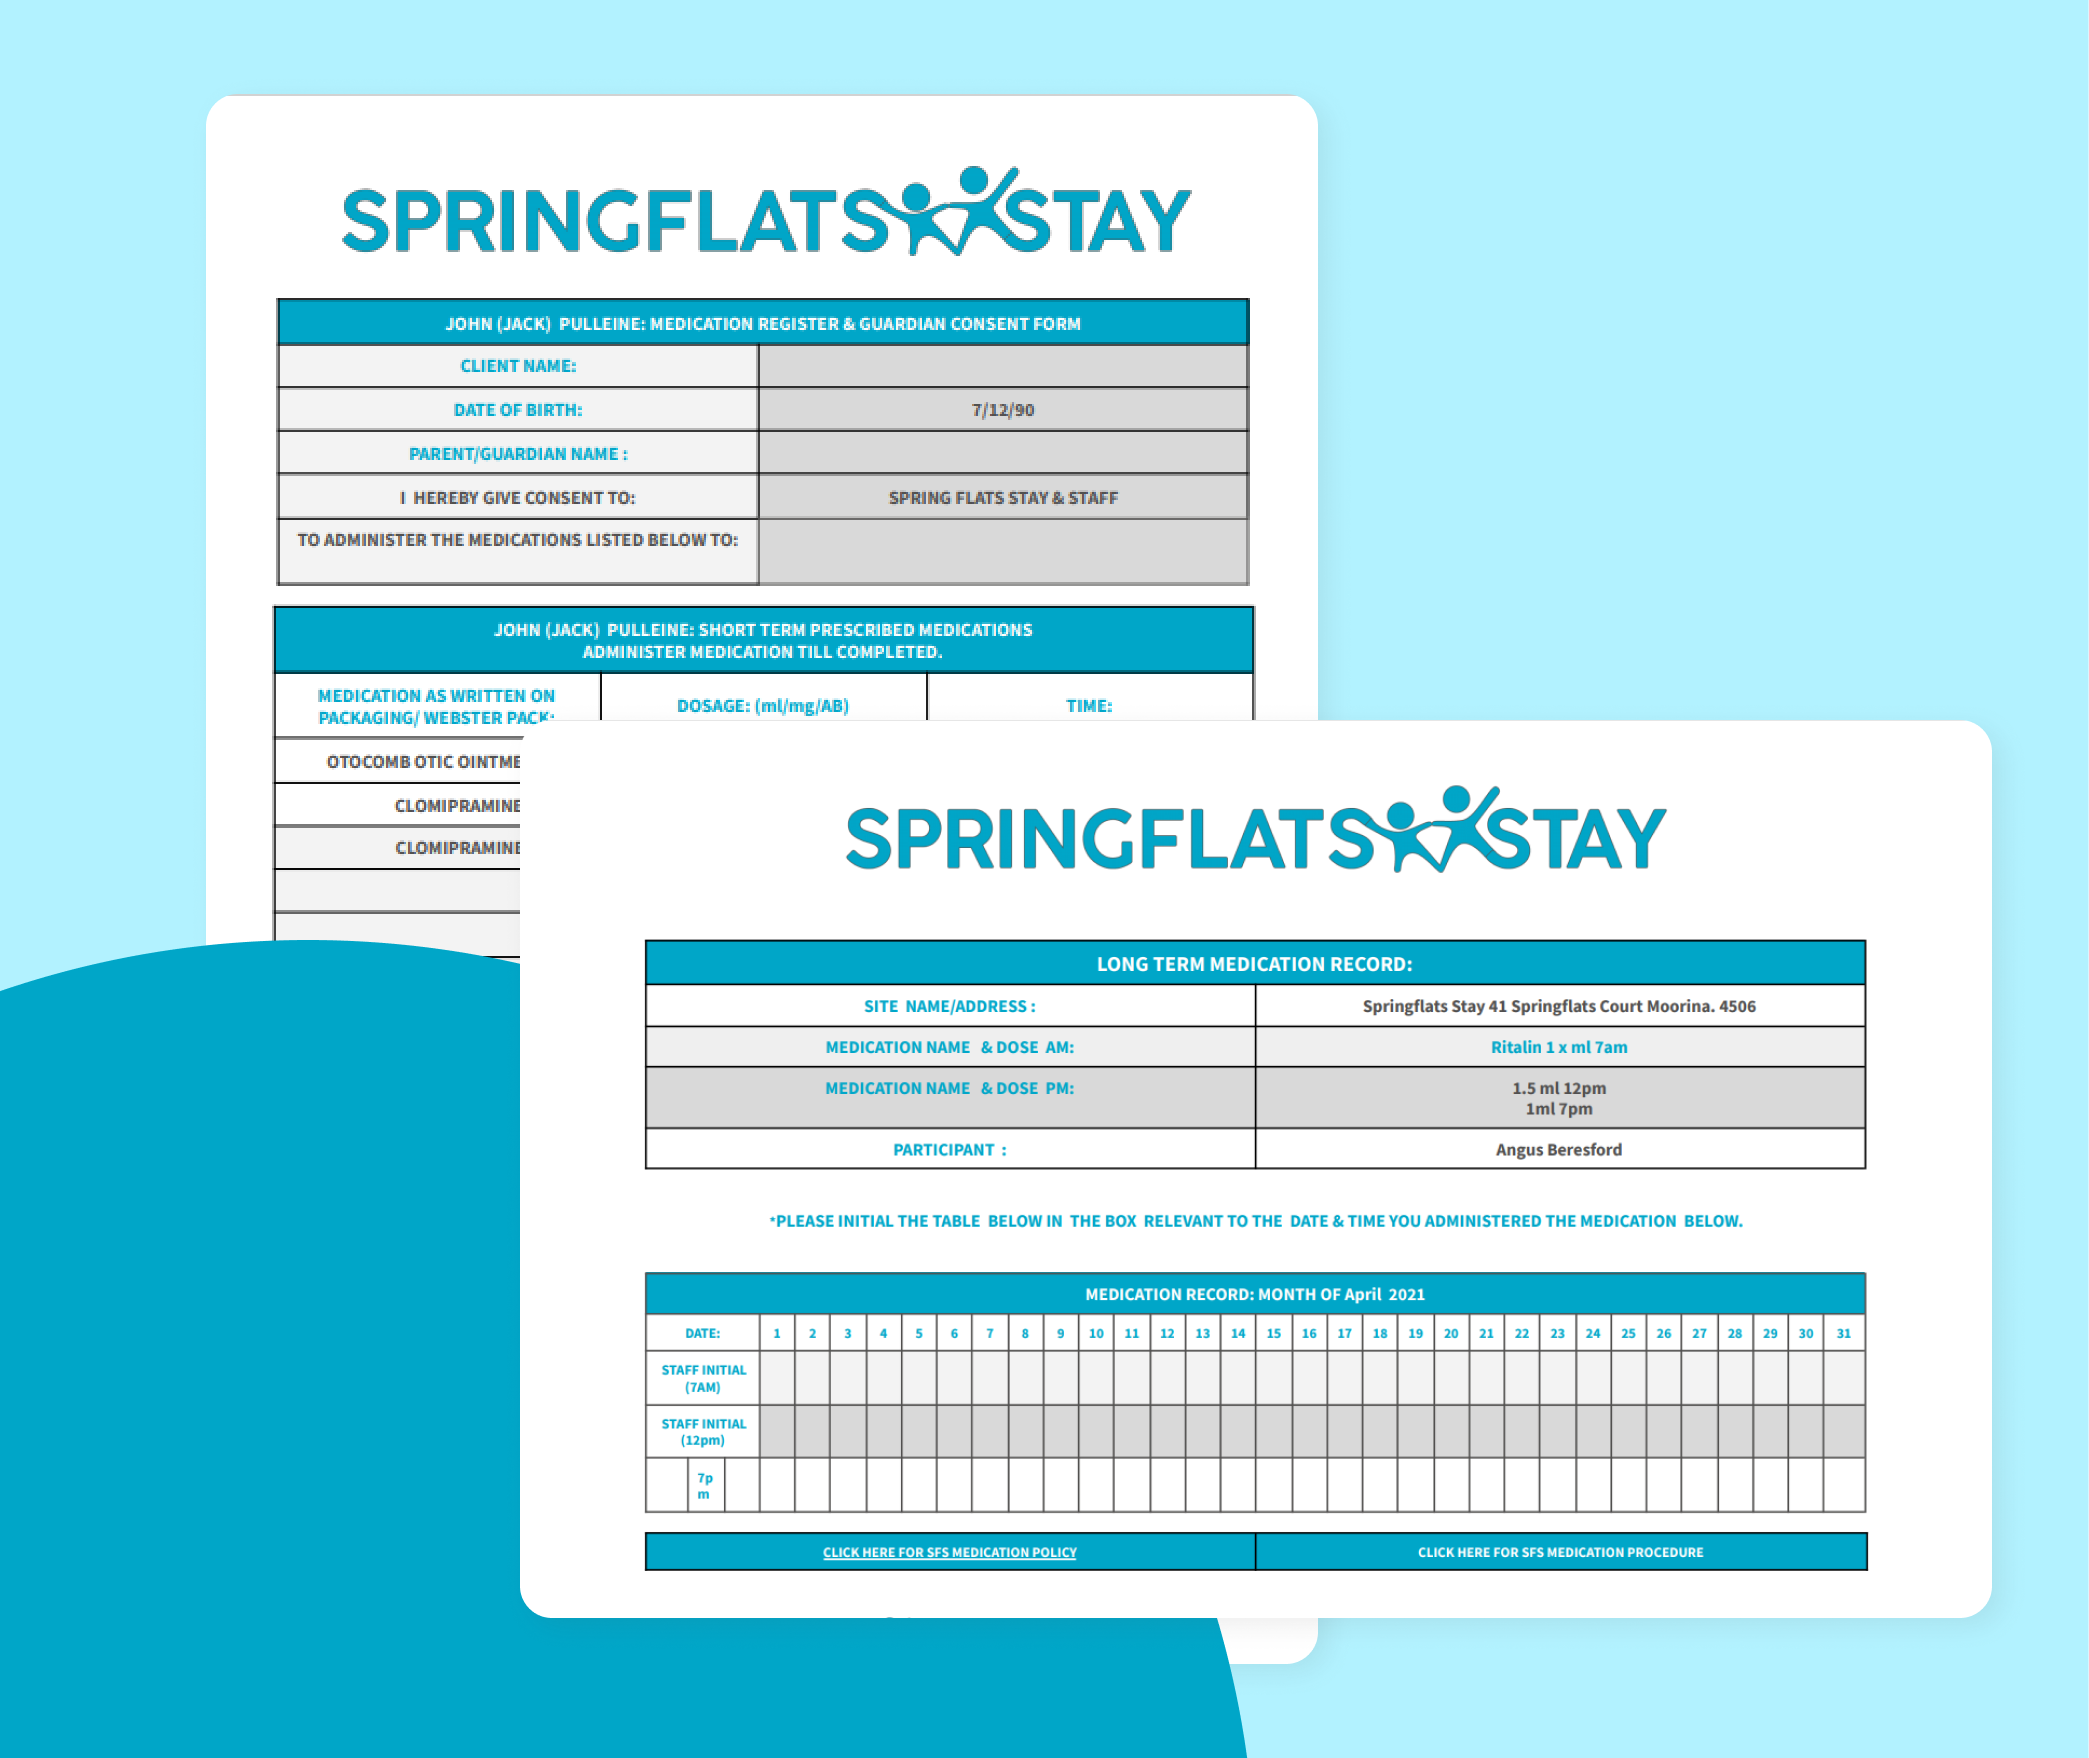 SPRINGFLATS STAY
JOHN (JACK) PULLEINE: MEDICATION REGISTER & GUARDIAN CONSENT FORM
CLIENT NAME:
DATE OF BIRTH: 7/12/90
PARENT/GUARDIAN NAME :
I HEREBY GIVE CONSENT TO: SPRING FLATS STAY & STAFF
TO ADMINISTER THE MEDICATIONS LISTED BELOW TO:
JOHN (JACK) PULLEINE: SHORT TERM PRESCRIBED MEDICATIONS
ADMINISTER MEDICATION TILL COMPLETED.
MEDICATION AS WRITTEN ON
PACKAGING/ WEBSTER PACK:
DOSAGE: (ml/mg/AB)
TIME:
OTOCOMB OTIC OINTME
CLOMIPRAMINE
CLOMIPRAMINE
SPRINGFLATS STAY
LONG TERM MEDICATION RECORD:
SITE NAME/ADDRESS : Springflats Stay 41 Springflats Court Moorina. 4506
MEDICATION NAME & DOSE AM: Ritalin 1 x ml 7am
MEDICATION NAME & DOSE PM: 1.5 ml 12pm
1ml 7pm
PARTICIPANT : Angus Beresford
*PLEASE INITIAL THE TABLE BELOW IN THE BOX RELEVANT TO THE DATE & TIME YOU ADMINISTERED THE MEDICATION BELOW.
MEDICATION RECORD: MONTH OF April 2021
DATE: 1 2 3 4 5 6 7 8 9 10 11 12 13 14 15 16 17 18 19 20 21 22 23 24 25 26 27 28 29 30 31
STAFF INITIAL
(7AM)
STAFF INITIAL
(12pm)
7p
m
CLICK HERE FOR SFS MEDICATION POLICY
CLICK HERE FOR SFS MEDICATION PROCEDURE